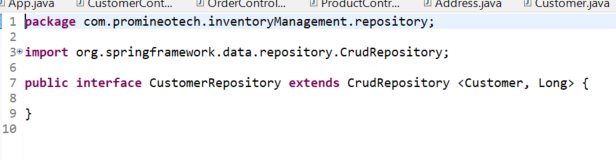 App.java CustomerCont... OrderControl... ProductContr... Address.java Customer.java
1 package com.promineotech.inventoryManagement.repository;
2
3 import org.springframework.data.repository.CrudRepository;
6
7 public interface CustomerRepository extends CrudRepository <Customer, Long> {
8
9 }
10